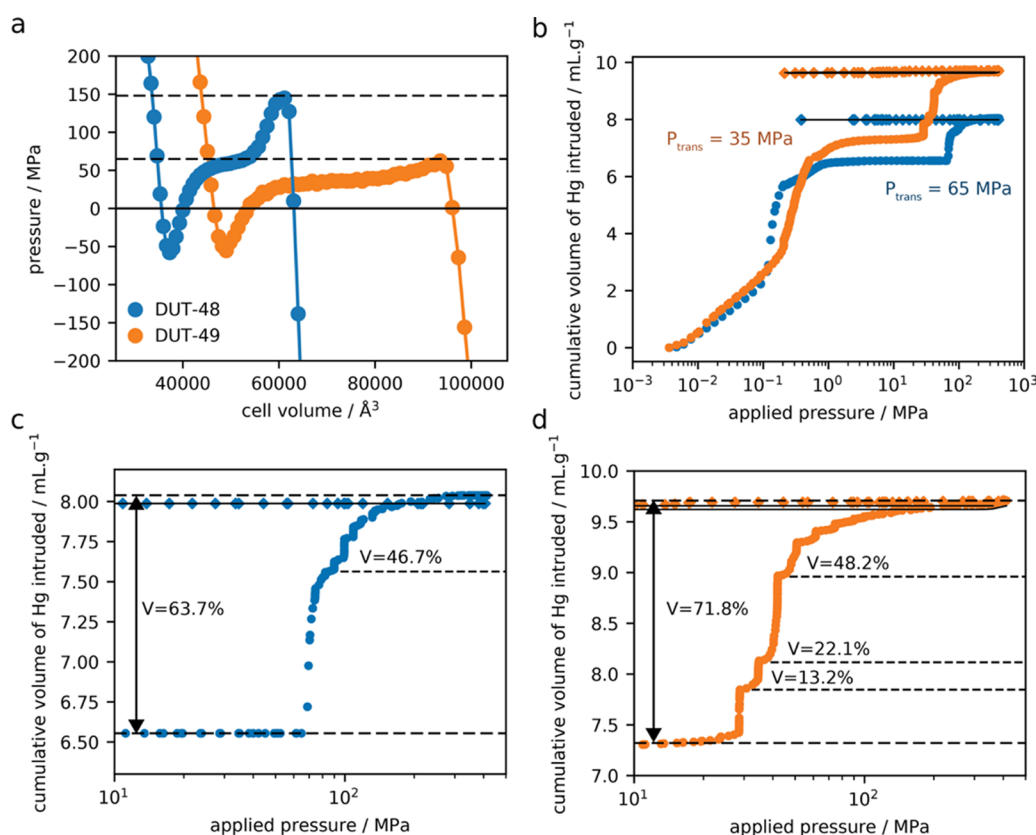 a
200
150
100
50
0
−50
−100
−150
−200
pressure / MPa
DUT-48
DUT-49
40000 60000 80000 100000
cell volume / Å³
b
10
8
6
4
2
0
cumulative volume of Hg intruded / mL.g⁻¹
P_trans = 35 MPa
P_trans = 65 MPa
10⁻³ 10⁻² 10⁻¹ 10⁰ 10¹ 10² 10³
applied pressure / MPa
c
8.00
7.75
7.50
7.25
7.00
6.75
6.50
cumulative volume of Hg intruded / mL.g⁻¹
V=46.7%
V=63.7%
10¹ 10²
applied pressure / MPa
d
10.0
9.5
9.0
8.5
8.0
7.5
7.0
cumulative volume of Hg intruded / mL.g⁻¹
V=48.2%
V=71.8%
V=22.1%
V=13.2%
10¹ 10²
applied pressure / MPa